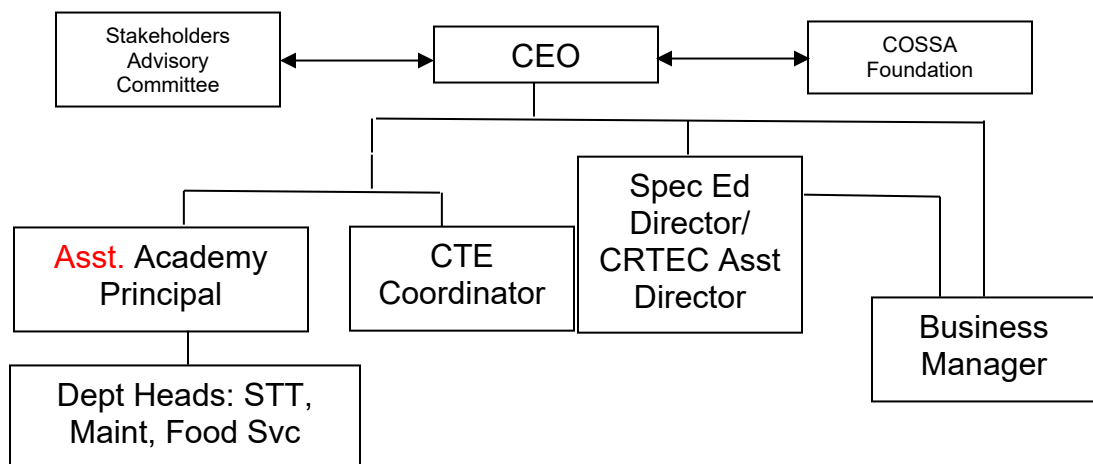 Stakeholders
Advisory
Committee
CEO
COSSA
Foundation
Asst. Academy
Principal
CTE
Coordinator
Spec Ed
Director/
CRTEC Asst
Director
Business
Manager
Dept Heads: STT,
Maint, Food Svc